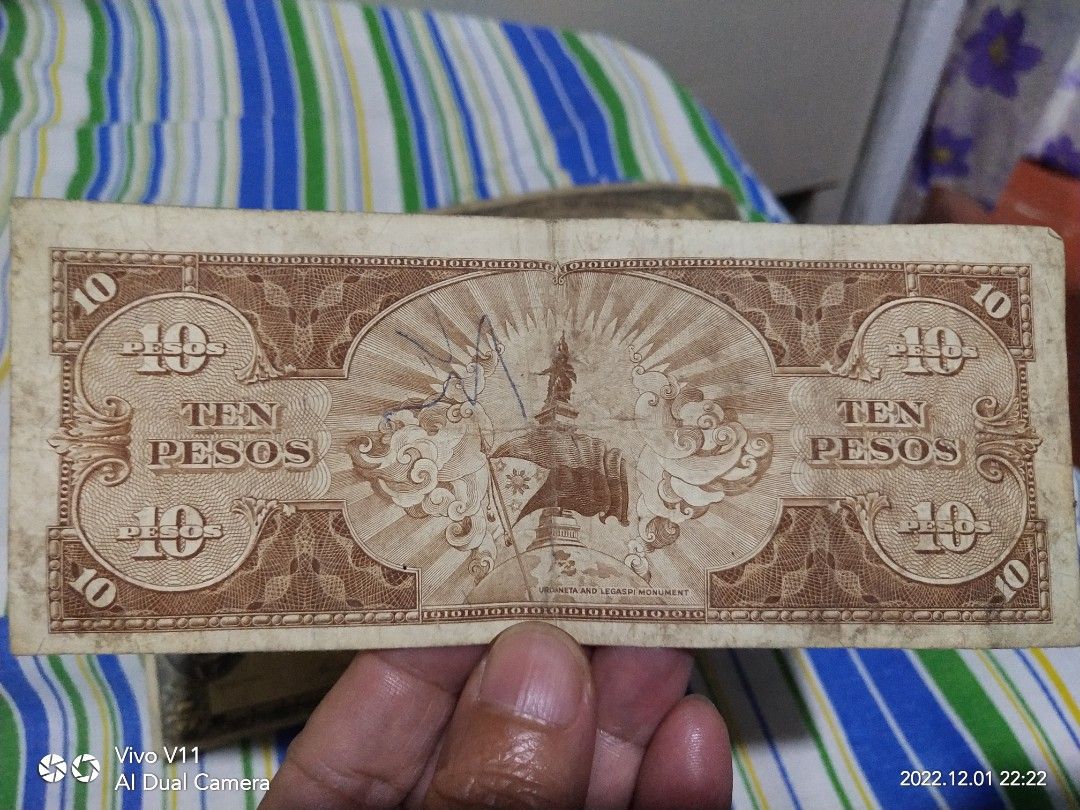 10
10
10
PESOS
10
PESOS
TEN
PESOS
TEN
PESOS
10
PESOS
10
PESOS
10
10
URDANETA AND LEGASPI MONUMENT
Vivo V11
AI Dual Camera
2022.12.01 22:22